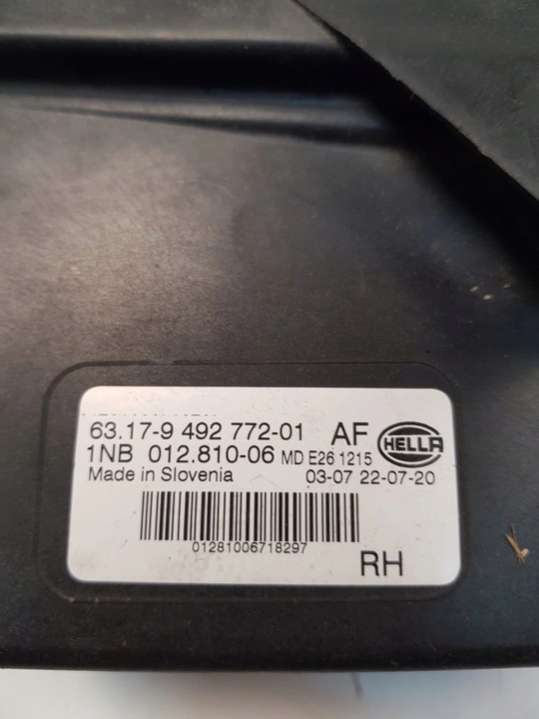 63.17-9 492 772-01 AF HELLA
1NB 012.810-06 MD E26 1215
Made in Slovenia 03-07 22-07-20
01281006718297
RH